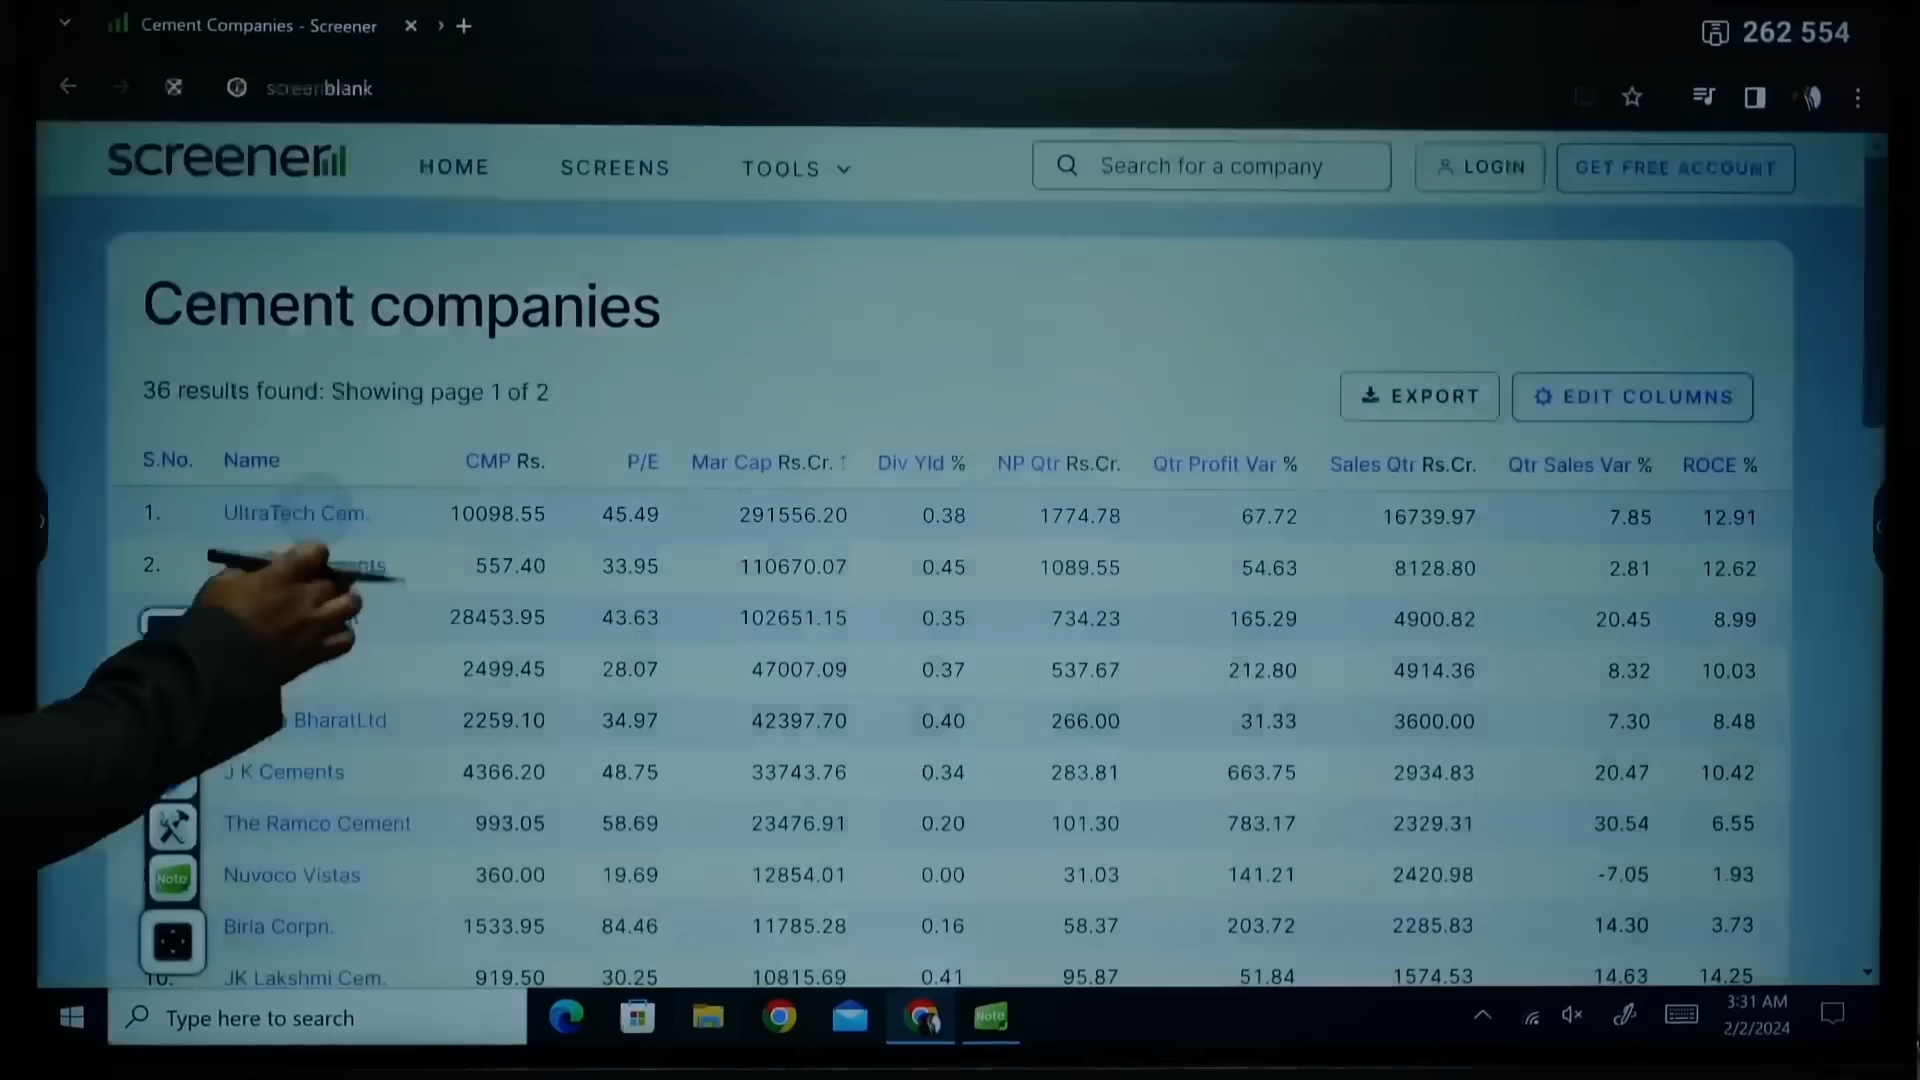 Cement Companies - Screener
262 554
blank
screener
HOME
SCREENS
TOOLS
Search for a company
LOGIN
GET FREE ACCOUNT
Cement companies
36 results found: Showing page 1 of 2
EXPORT
EDIT COLUMNS
S.No. Name CMP Rs. P/E Mar Cap Rs.Cr. ↑ Div Yld % NP Qtr Rs.Cr. Qtr Profit Var % Sales Qtr Rs.Cr. Qtr Sales Var % ROCE %
1. UltraTech Cem. 10098.55 45.49 291556.20 0.38 1774.78 67.72 16739.97 7.85 12.91
2. 557.40 33.95 110670.07 0.45 1089.55 54.63 8128.80 2.81 12.62
28453.95 43.63 102651.15 0.35 734.23 165.29 4900.82 20.45 8.99
2499.45 28.07 47007.09 0.37 537.67 212.80 4914.36 8.32 10.03
BharatLtd 2259.10 34.97 42397.70 0.40 266.00 31.33 3600.00 7.30 8.48
J K Cements 4366.20 48.75 33743.76 0.34 283.81 663.75 2934.83 20.47 10.42
The Ramco Cement 993.05 58.69 23476.91 0.20 101.30 783.17 2329.31 30.54 6.55
Nuvoco Vistas 360.00 19.69 12854.01 0.00 31.03 141.21 2420.98 -7.05 1.93
Birla Corpn. 1533.95 84.46 11785.28 0.16 58.37 203.72 2285.83 14.30 3.73
10. JK Lakshmi Cem. 919.50 30.25 10815.69 0.41 95.87 51.84 1574.53 14.63 14.25
Note
Type here to search
Note
3:31 AM
2/2/2024